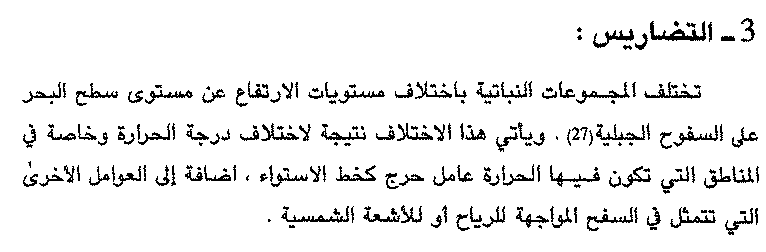 3 ـ التضاريس :
تختلف المجموعات النباتية باختلاف مستويات الارتفاع عن مستوى سطح البحر
على السفوح الجبلية(27) . ويأتي هذا الاختلاف نتيجة لاختلاف درجة الحرارة وخاصة في
المناطق التي تكون فيها الحرارة عامل حرج كخط الاستواء ، اضافة إلى العوامل الأخرى
التي تتمثل في السفح المواجهة للرياح أو للأشعة الشمسية .